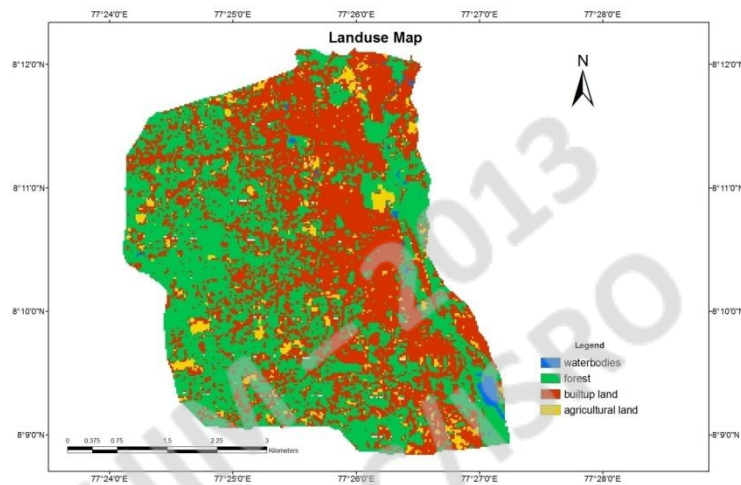 77°24'0"E 77°25'0"E 77°26'0"E 77°27'0"E 77°28'0"E
Landuse Map
8°12'0"N 8°12'0"N
N
8°11'0"N 8°11'0"N
8°10'0"N 8°10'0"N
Legend
waterbodies
forest
builtup land
agricultural land
8°9'0"N 8°9'0"N
0 0.375 0.75 1.5 2.25 3
Kilometers
77°24'0"E 77°25'0"E 77°26'0"E 77°27'0"E 77°28'0"E
2013
ISRO